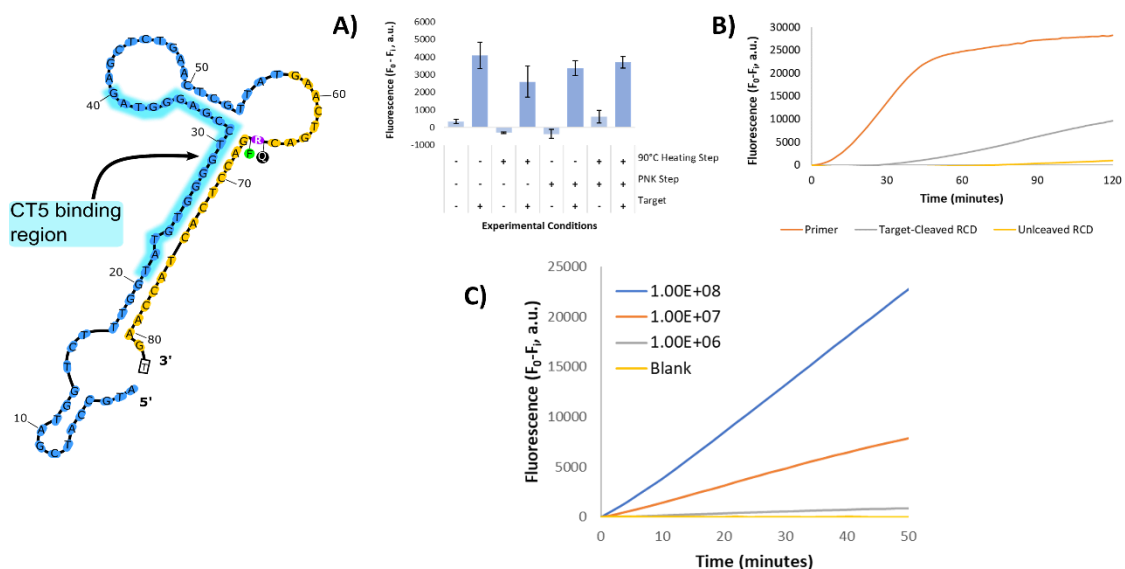 CT5 binding
region
10
20
30
40
50
60
70
80
5'
3'
F
R
Q
A)
Fluorescence (F0 - Fi, a.u.)
6000
5000
4000
3000
2000
1000
0
-1000
- - + + - - + + 90°C Heating Step
- - - - + + + + PNK Step
- + - + - + - + Target
Experimental Conditions
B)
Fluorescence (F0-Fi, a.u.)
30000
25000
20000
15000
10000
5000
0
0 30 60 90 120
Time (minutes)
Primer Target-Cleaved RCD Unlceaved RCD
C)
Fluorescence (F0-Fi, a.u.)
25000
20000
15000
10000
5000
0
1.00E+08
1.00E+07
1.00E+06
Blank
0 10 20 30 40 50
Time (minutes)